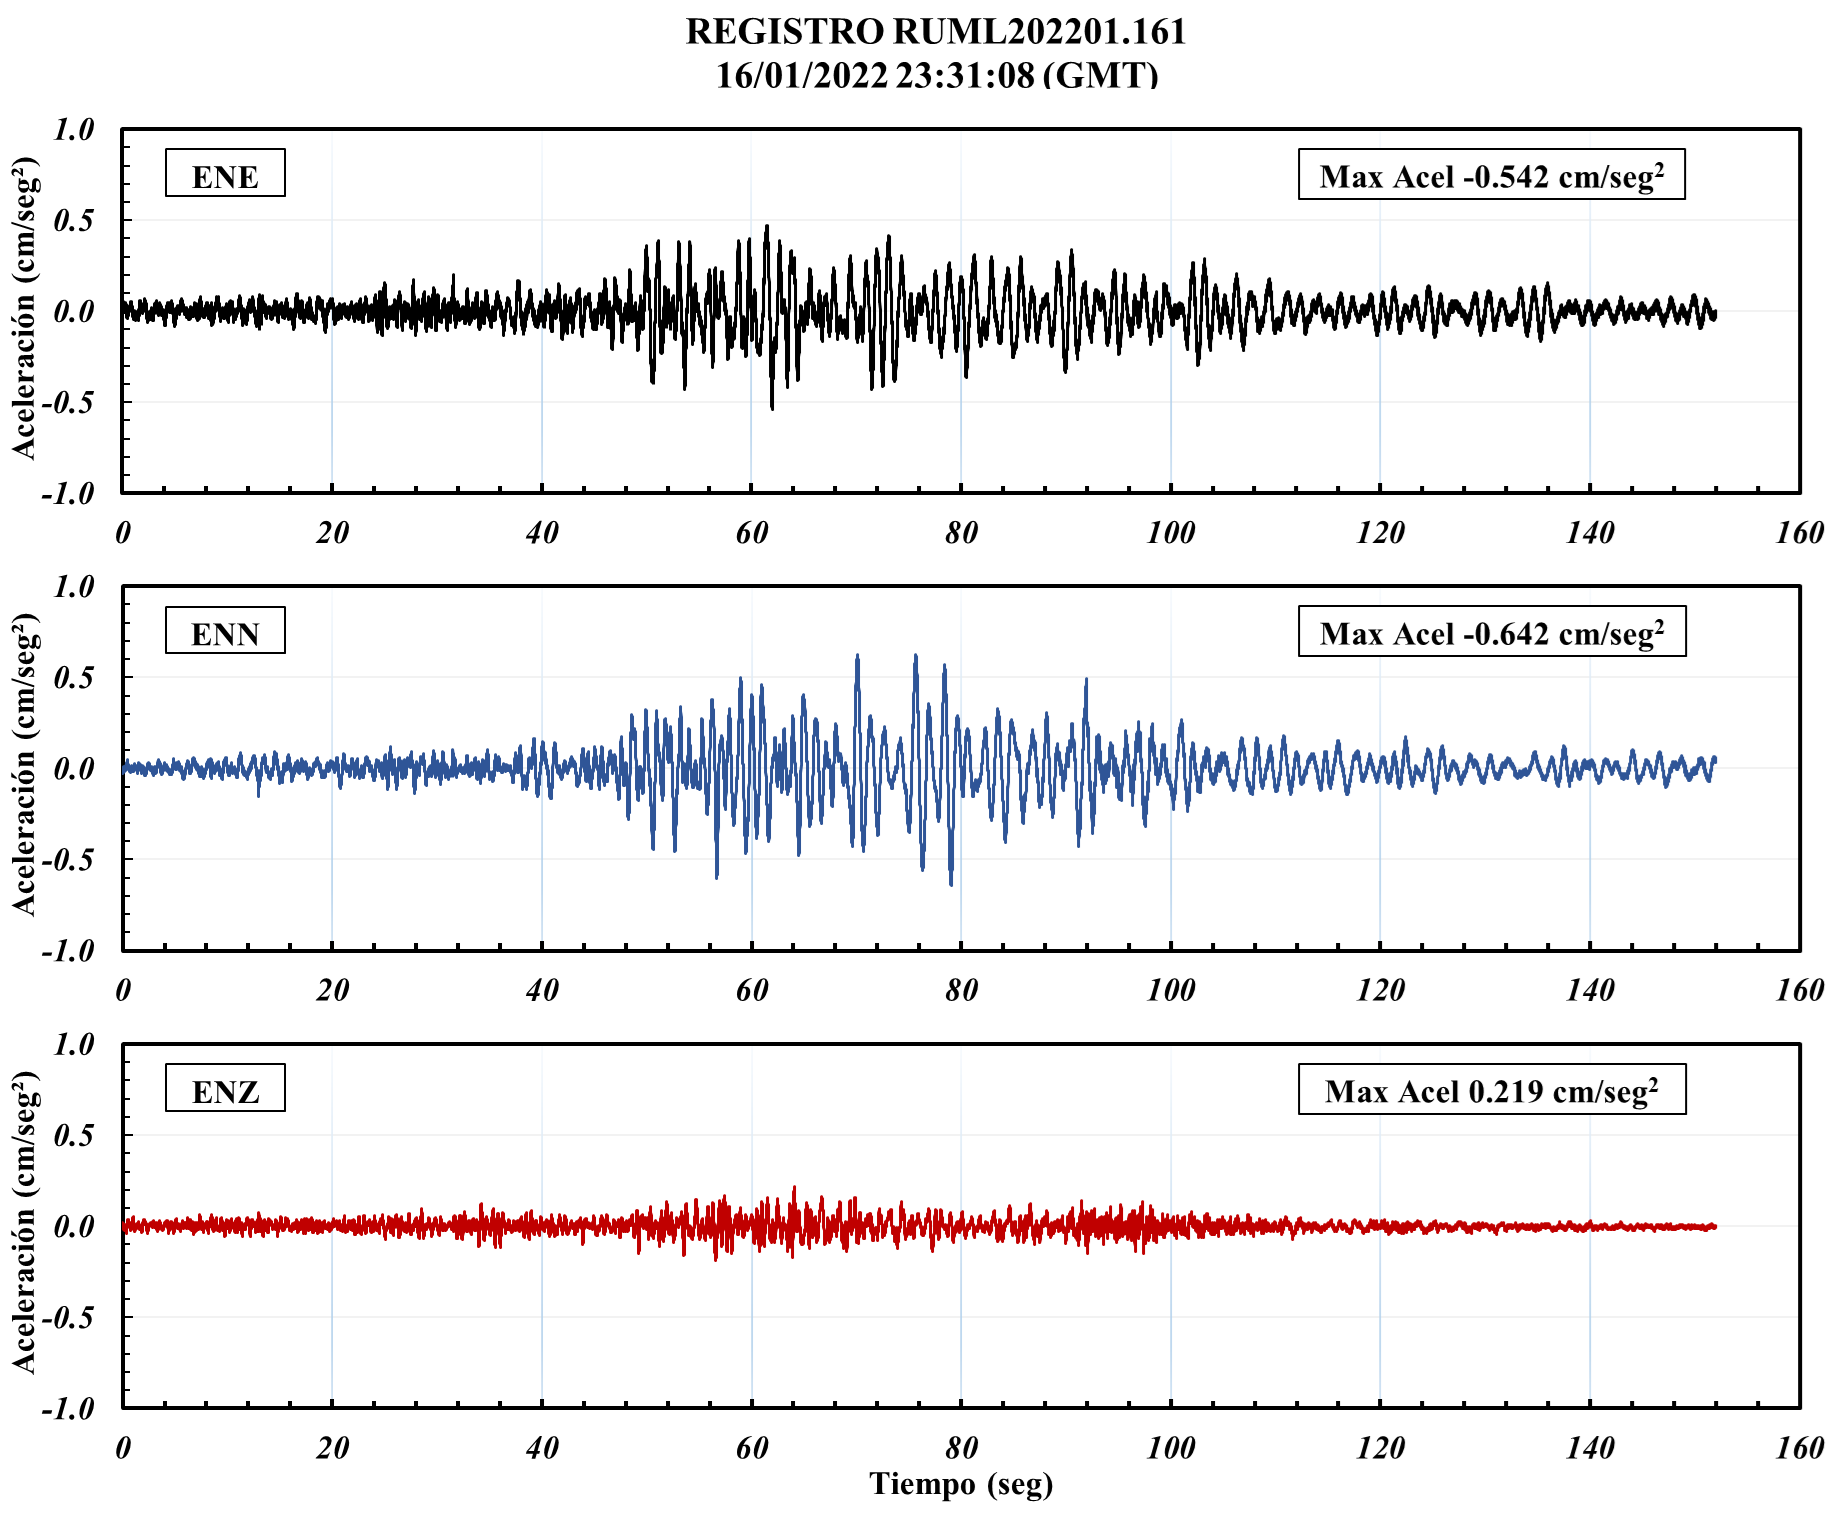 REGISTRO RUML202201.161
16/01/2022 23:31:08 (GMT)
Aceleración (cm/seg²)
1.0
0.5
0.0
-0.5
-1.0
ENE
Max Acel -0.542 cm/seg²
0 20 40 60 80 100 120 140 160
Aceleración (cm/seg²)
1.0
0.5
0.0
-0.5
-1.0
ENN
Max Acel -0.642 cm/seg²
0 20 40 60 80 100 120 140 160
Aceleración (cm/seg²)
1.0
0.5
0.0
-0.5
-1.0
ENZ
Max Acel 0.219 cm/seg²
0 20 40 60 80 100 120 140 160
Tiempo (seg)